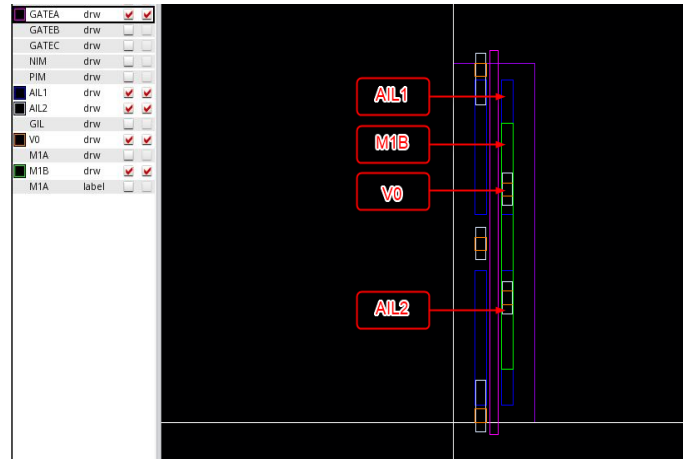 GATEA drw
GATEB drw
GATEC drw
NIM drw
PIM drw
AIL1 drw
AIL2 drw
GIL drw
V0 drw
M1A drw
M1B drw
M1A label
AIL1
M1B
V0
AIL2